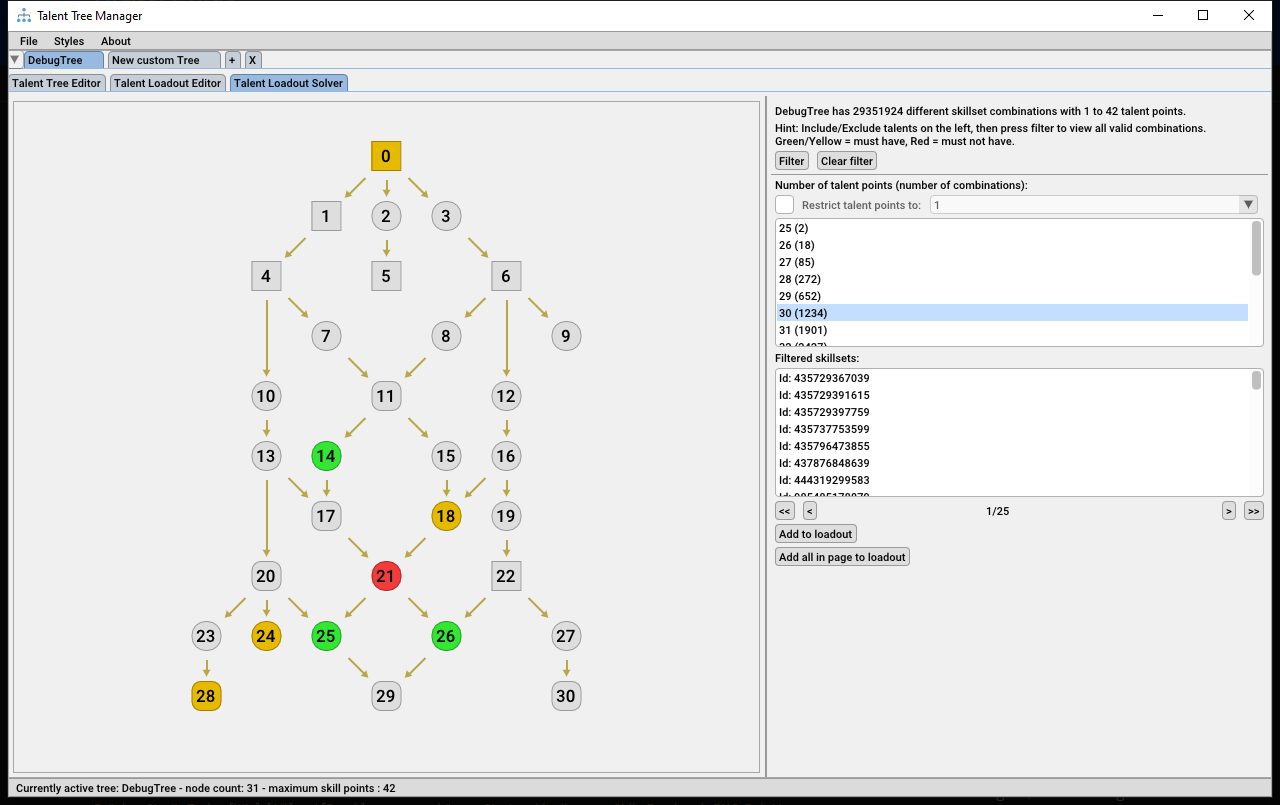 Talent Tree Manager
File Styles About
DebugTree New custom Tree + X
Talent Tree Editor Talent Loadout Editor Talent Loadout Solver
0
1 2 3
4 5 6
7 8 9
10 11 12
13 14 15 16
17 18 19
20 21 22
23 24 25 26 27
28 29 30
DebugTree has 29351924 different skillset combinations with 1 to 42 talent points.
Hint: Include/Exclude talents on the left, then press filter to view all valid combinations.
Green/Yellow = must have, Red = must not have.
Filter Clear filter
Number of talent points (number of combinations):
Restrict talent points to: 1
25 (2)
26 (18)
27 (85)
28 (272)
29 (652)
30 (1234)
31 (1901)
Filtered skillsets:
Id: 435729367039
Id: 435729391615
Id: 435729397759
Id: 435737753599
Id: 435796473855
Id: 437876848639
Id: 444319299583
<< < 1/25 > >>
Add to loadout
Add all in page to loadout
Currently active tree: DebugTree - node count: 31 - maximum skill points : 42